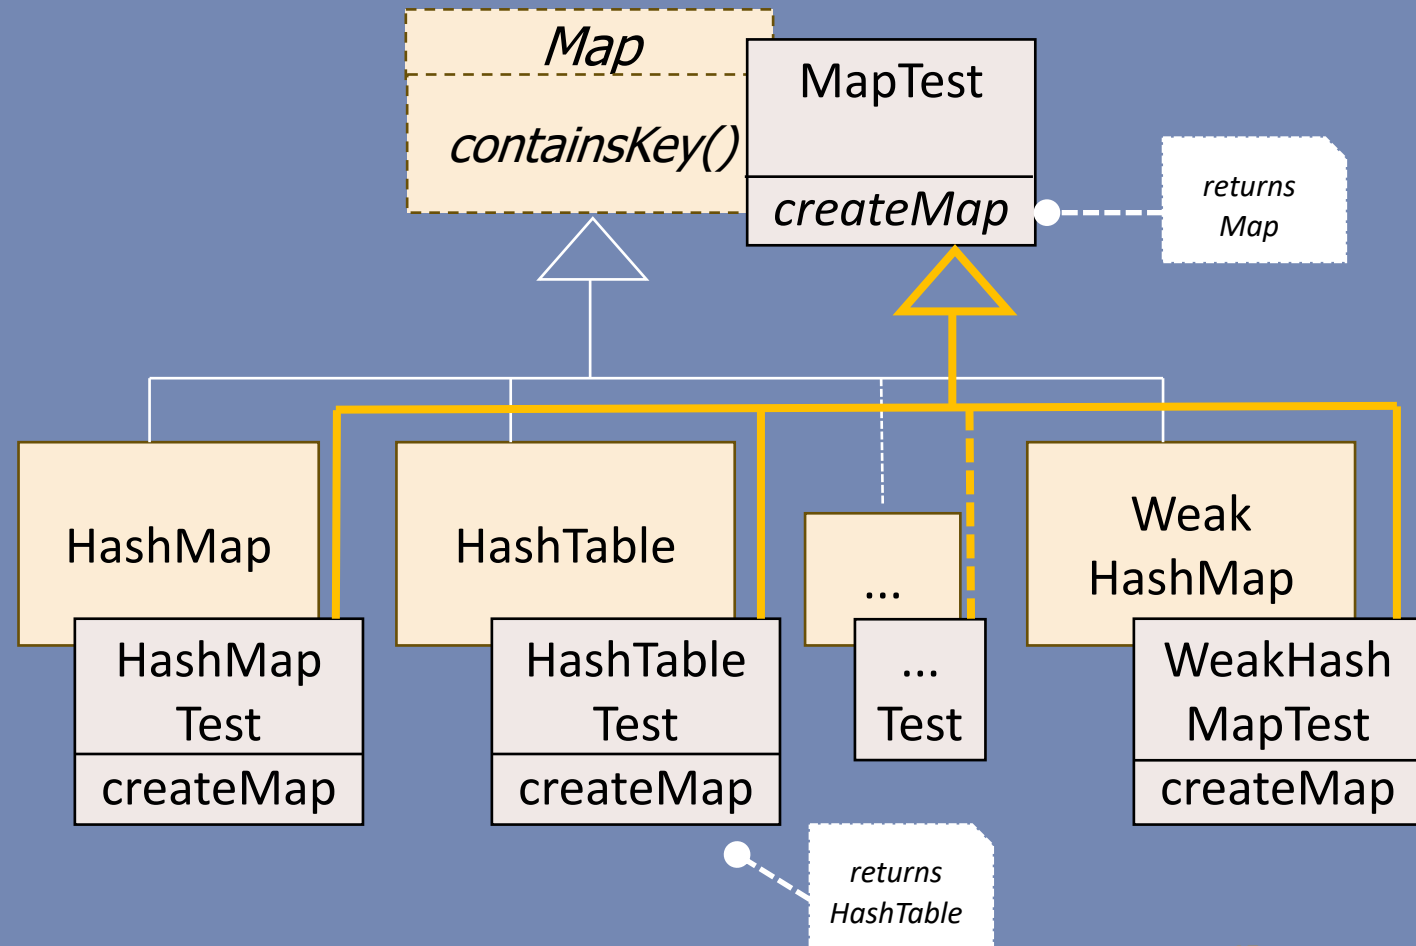 Map
containsKey()
MapTest
createMap
returns
Map
HashMap
HashTable
...
Weak
HashMap
HashMap
Test
createMap
HashTable
Test
createMap
...
Test
WeakHash
MapTest
createMap
returns
HashTable